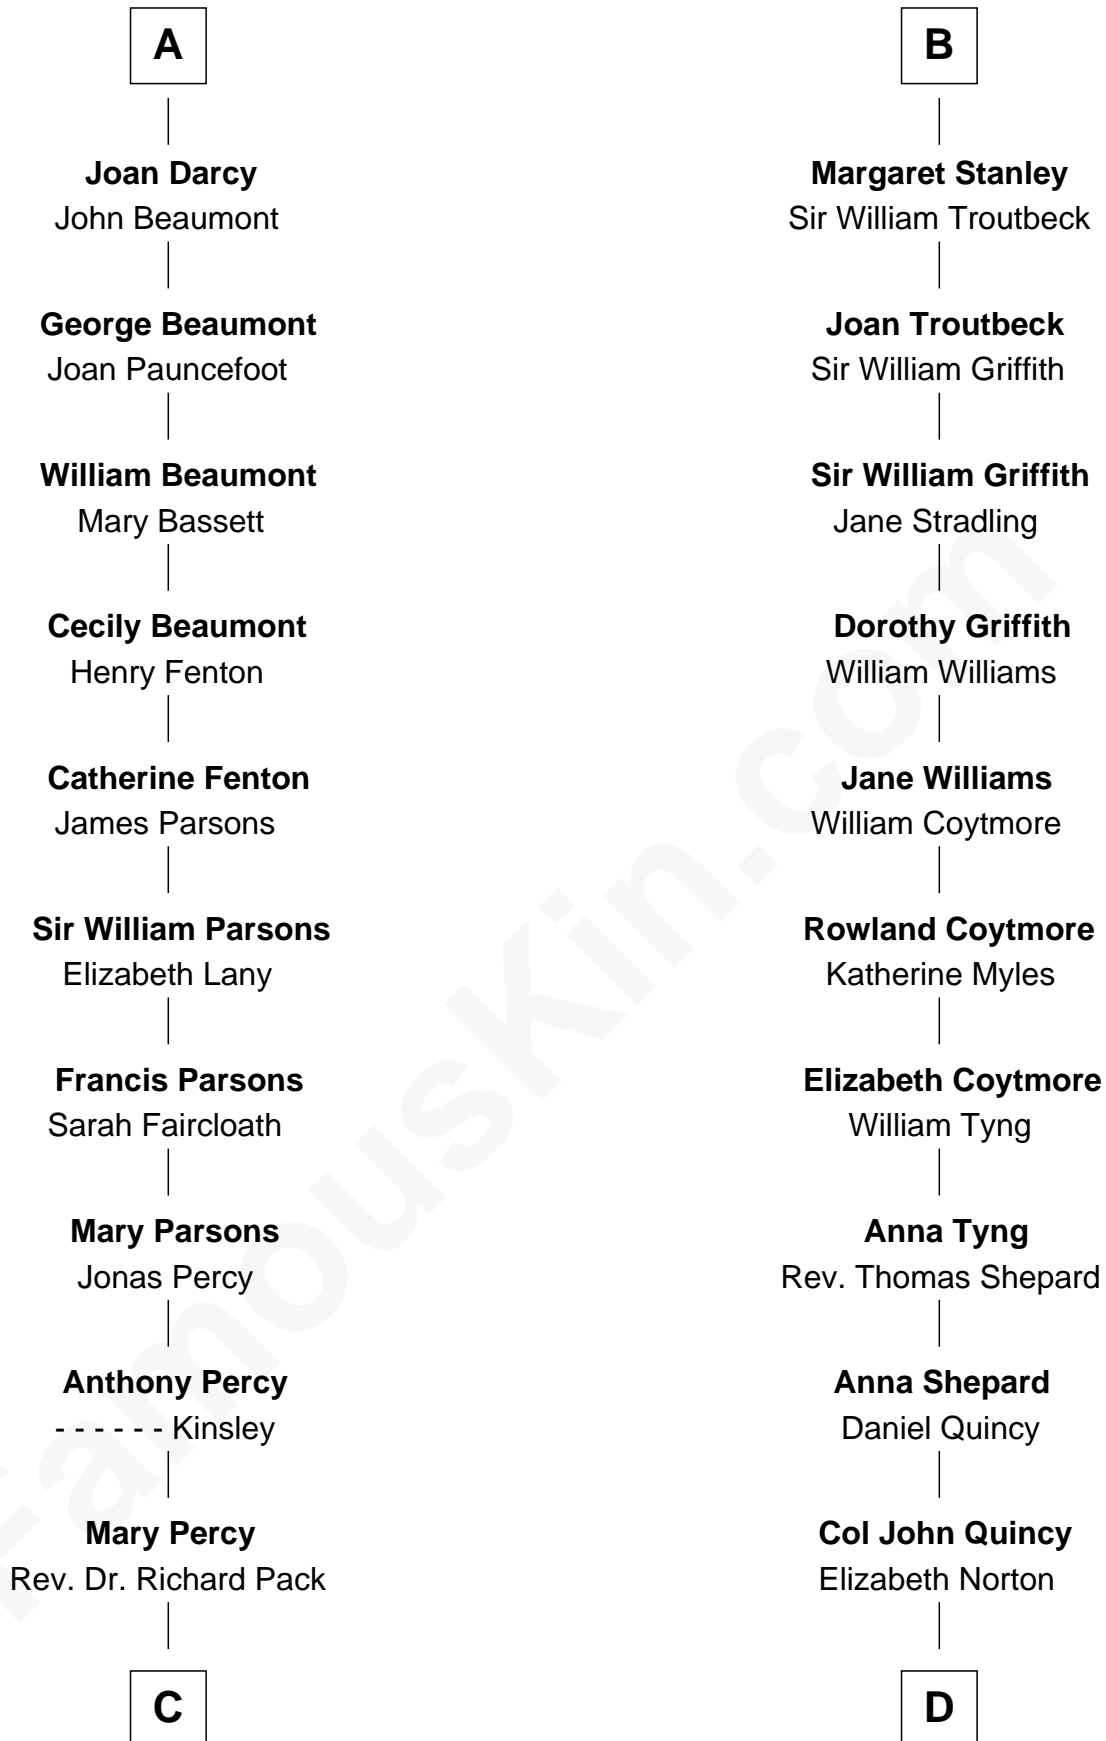 A
Joan Darcy
John Beaumont
George Beaumont
Joan Pauncefoot
William Beaumont
Mary Bassett
Cecily Beaumont
Henry Fenton
Catherine Fenton
James Parsons
Sir William Parsons
Elizabeth Lany
Francis Parsons
Sarah Faircloath
Mary Parsons
Jonas Percy
Anthony Percy
- - - - - - Kinsley
Mary Percy
Rev. Dr. Richard Pack
C
B
Margaret Stanley
Sir William Troutbeck
Joan Troutbeck
Sir William Griffith
Sir William Griffith
Jane Stradling
Dorothy Griffith
William Williams
Jane Williams
William Coytmore
Rowland Coytmore
Katherine Myles
Elizabeth Coytmore
William Tyng
Anna Tyng
Rev. Thomas Shepard
Anna Shepard
Daniel Quincy
Col John Quincy
Elizabeth Norton
D
FamousKin.com